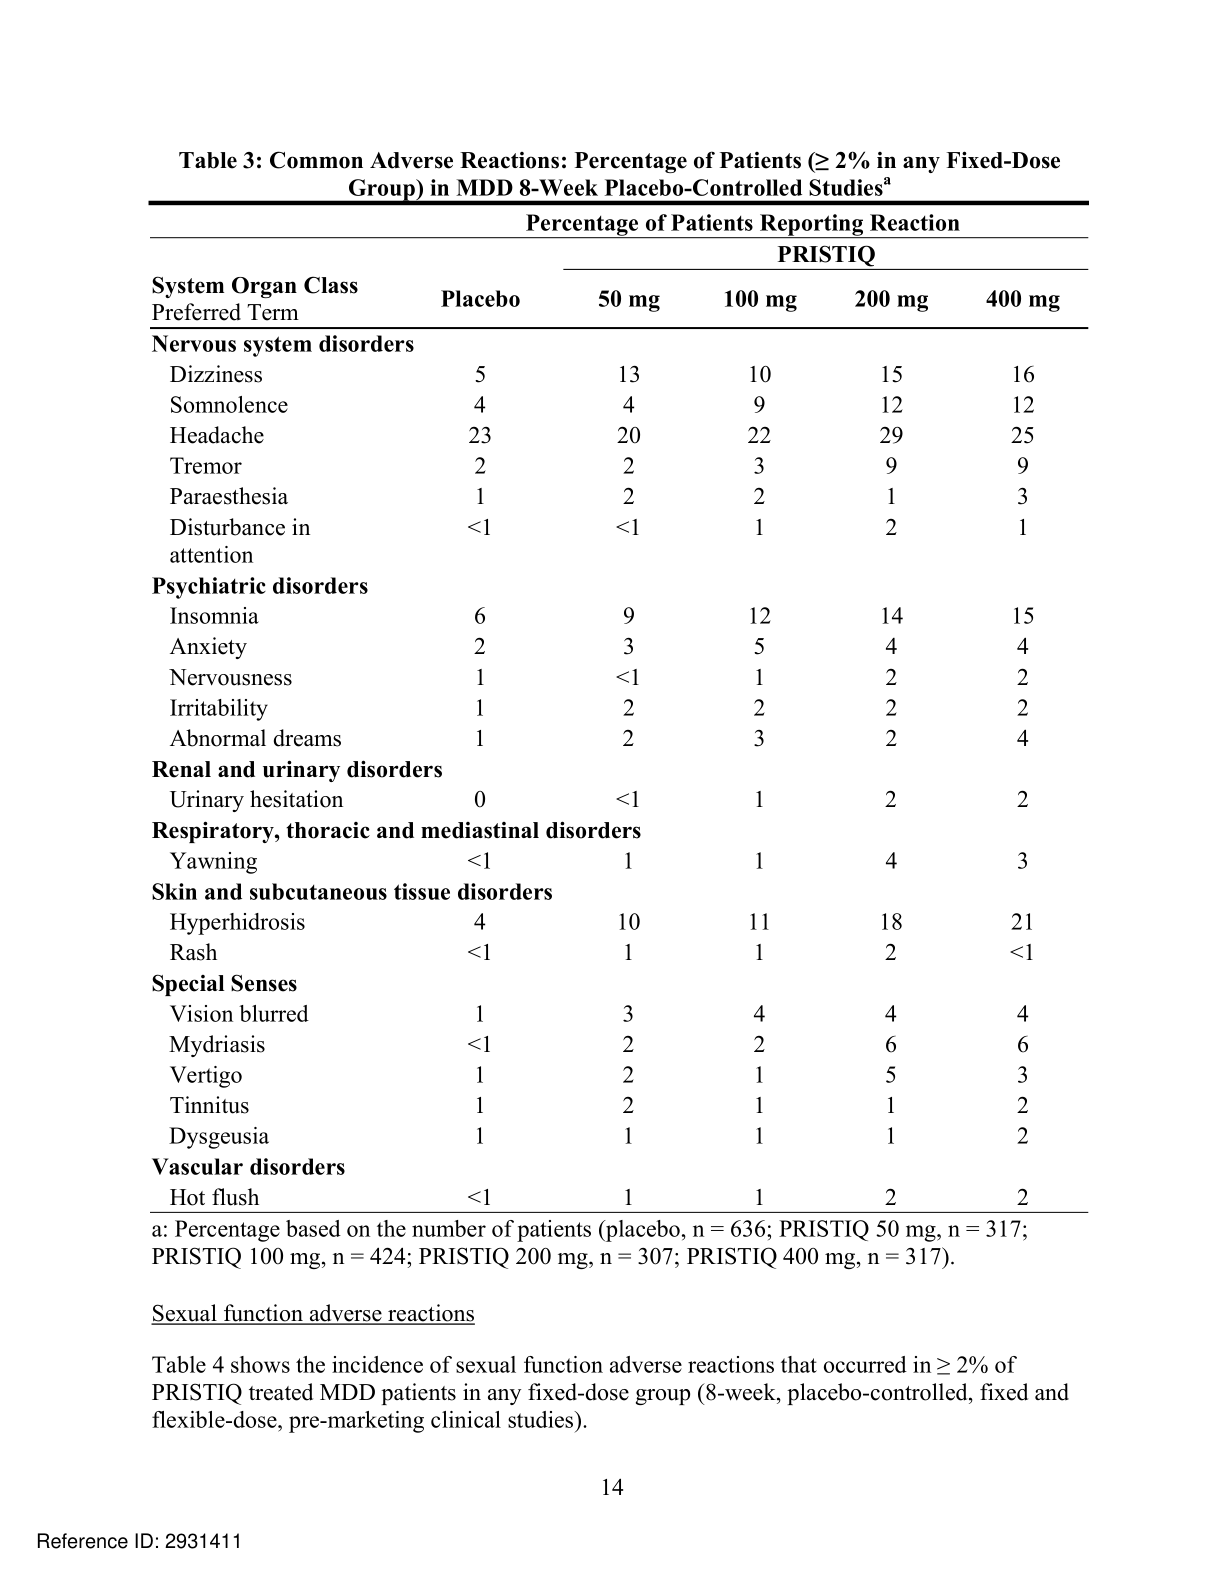 Table 3: Common Adverse Reactions: Percentage of Patients (≥ 2% in any Fixed-Dose
Group) in MDD 8-Week Placebo-Controlled Studiesa
Percentage of Patients Reporting Reaction
PRISTIQ
System Organ Class
Preferred Term Placebo 50 mg 100 mg 200 mg 400 mg
Nervous system disorders
Dizziness 5 13 10 15 16
Somnolence 4 4 9 12 12
Headache 23 20 22 29 25
Tremor 2 2 3 9 9
Paraesthesia 1 2 2 1 3
Disturbance in <1 <1 1 2 1
attention
Psychiatric disorders
Insomnia 6 9 12 14 15
Anxiety 2 3 5 4 4
Nervousness 1 <1 1 2 2
Irritability 1 2 2 2 2
Abnormal dreams 1 2 3 2 4
Renal and urinary disorders
Urinary hesitation 0 <1 1 2 2
Respiratory, thoracic and mediastinal disorders
Yawning <1 1 1 4 3
Skin and subcutaneous tissue disorders
Hyperhidrosis 4 10 11 18 21
Rash <1 1 1 2 <1
Special Senses
Vision blurred 1 3 4 4 4
Mydriasis <1 2 2 6 6
Vertigo 1 2 1 5 3
Tinnitus 1 2 1 1 2
Dysgeusia 1 1 1 1 2
Vascular disorders
Hot flush <1 1 1 2 2
a: Percentage based on the number of patients (placebo, n = 636; PRISTIQ 50 mg, n = 317;
PRISTIQ 100 mg, n = 424; PRISTIQ 200 mg, n = 307; PRISTIQ 400 mg, n = 317).
Sexual function adverse reactions
Table 4 shows the incidence of sexual function adverse reactions that occurred in ≥ 2% of
PRISTIQ treated MDD patients in any fixed-dose group (8-week, placebo-controlled, fixed and
flexible-dose, pre-marketing clinical studies).
14
Reference ID: 2931411